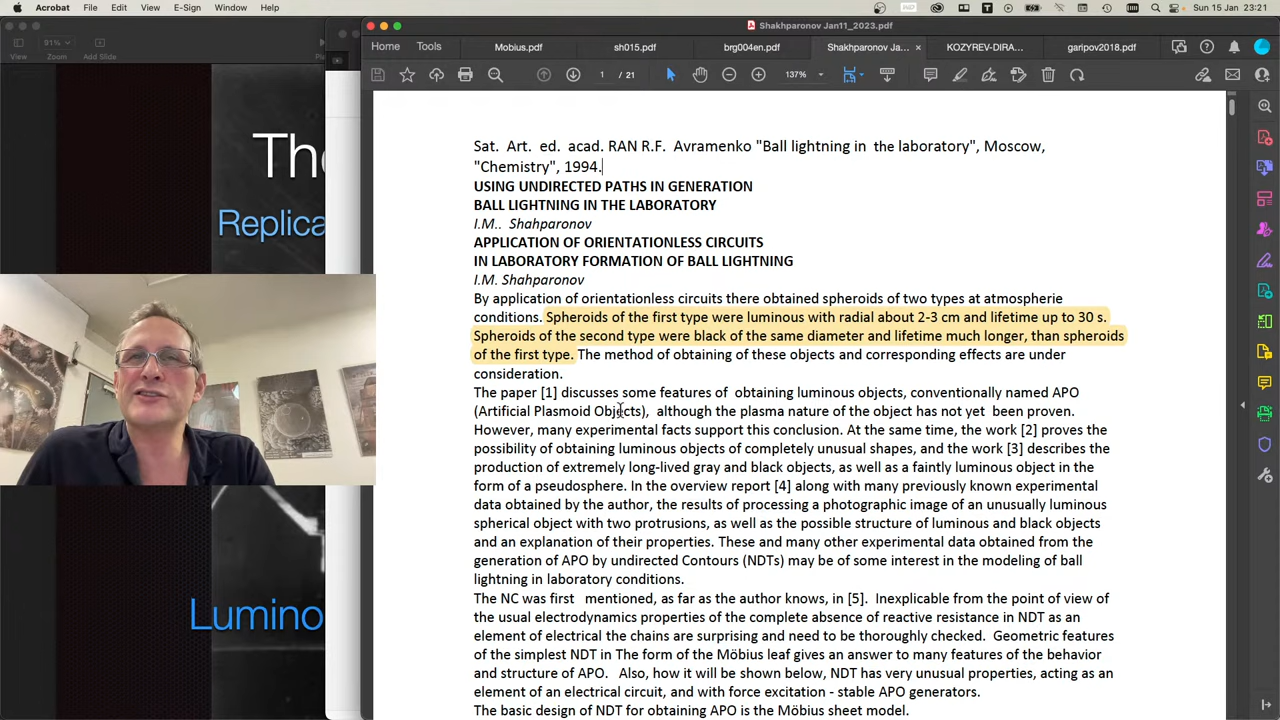 Acrobat File Edit View Sign Window Help
Sun 15 Jan 23:21
91%
Zoom Add Slide
View
The
Replica
Lumino
Shakhparonov Jan11_2023.pdf
Home Tools Mobius.pdf sh015.pdf brg004en.pdf Shakhparonov Ja... × KOZYREV-DIRA... garipov2018.pdf
1 / 21 137%
Sat. Art. ed. acad. RAN R.F. Avramenko "Ball lightning in the laboratory", Moscow,
"Chemistry", 1994.
USING UNDIRECTED PATHS IN GENERATION
BALL LIGHTNING IN THE LABORATORY
I.M.. Shahparonov
APPLICATION OF ORIENTATIONLESS CIRCUITS
IN LABORATORY FORMATION OF BALL LIGHTNING
I.M. Shahparonov
By application of orientationless circuits there obtained spheroids of two types at atmospherie
conditions. Spheroids of the first type were luminous with radial about 2-3 cm and lifetime up to 30 s.
Spheroids of the second type were black of the same diameter and lifetime much longer, than spheroids
of the first type. The method of obtaining of these objects and corresponding effects are under
consideration.
The paper [1] discusses some features of obtaining luminous objects, conventionally named APO
(Artificial Plasmoid Objects), although the plasma nature of the object has not yet been proven.
However, many experimental facts support this conclusion. At the same time, the work [2] proves the
possibility of obtaining luminous objects of completely unusual shapes, and the work [3] describes the
production of extremely long-lived gray and black objects, as well as a faintly luminous object in the
form of a pseudosphere. In the overview report [4] along with many previously known experimental
data obtained by the author, the results of processing a photographic image of an unusually luminous
spherical object with two protrusions, as well as the possible structure of luminous and black objects
and an explanation of their properties. These and many other experimental data obtained from the
generation of APO by undirected Contours (NDTs) may be of some interest in the modeling of ball
lightning in laboratory conditions.
The NC was first mentioned, as far as the author knows, in [5]. Inexplicable from the point of view of
the usual electrodynamics properties of the complete absence of reactive resistance in NDT as an
element of electrical the chains are surprising and need to be thoroughly checked. Geometric features
of the simplest NDT in The form of the Möbius leaf gives an answer to many features of the behavior
and structure of APO. Also, how it will be shown below, NDT has very unusual properties, acting as an
element of an electrical circuit, and with force excitation - stable APO generators.
The basic design of NDT for obtaining APO is the Möbius sheet model.